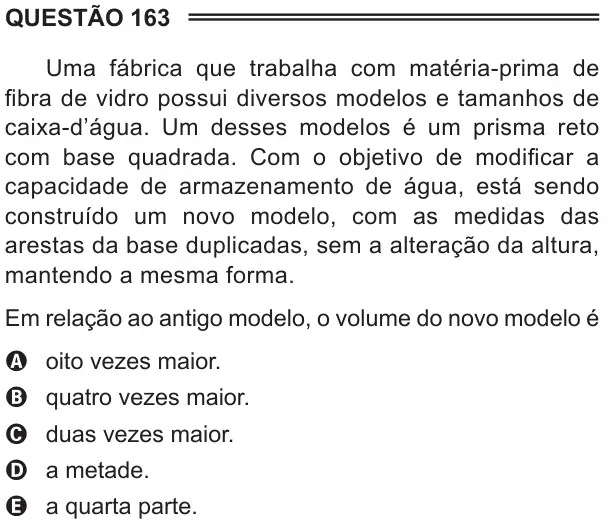 QUESTÃO 163
Uma fábrica que trabalha com matéria-prima de
fibra de vidro possui diversos modelos e tamanhos de
caixa-d’água. Um desses modelos é um prisma reto
com base quadrada. Com o objetivo de modificar a
capacidade de armazenamento de água, está sendo
construído um novo modelo, com as medidas das
arestas da base duplicadas, sem a alteração da altura,
mantendo a mesma forma.
Em relação ao antigo modelo, o volume do novo modelo é
A oito vezes maior.
B quatro vezes maior.
C duas vezes maior.
D a metade.
E a quarta parte.